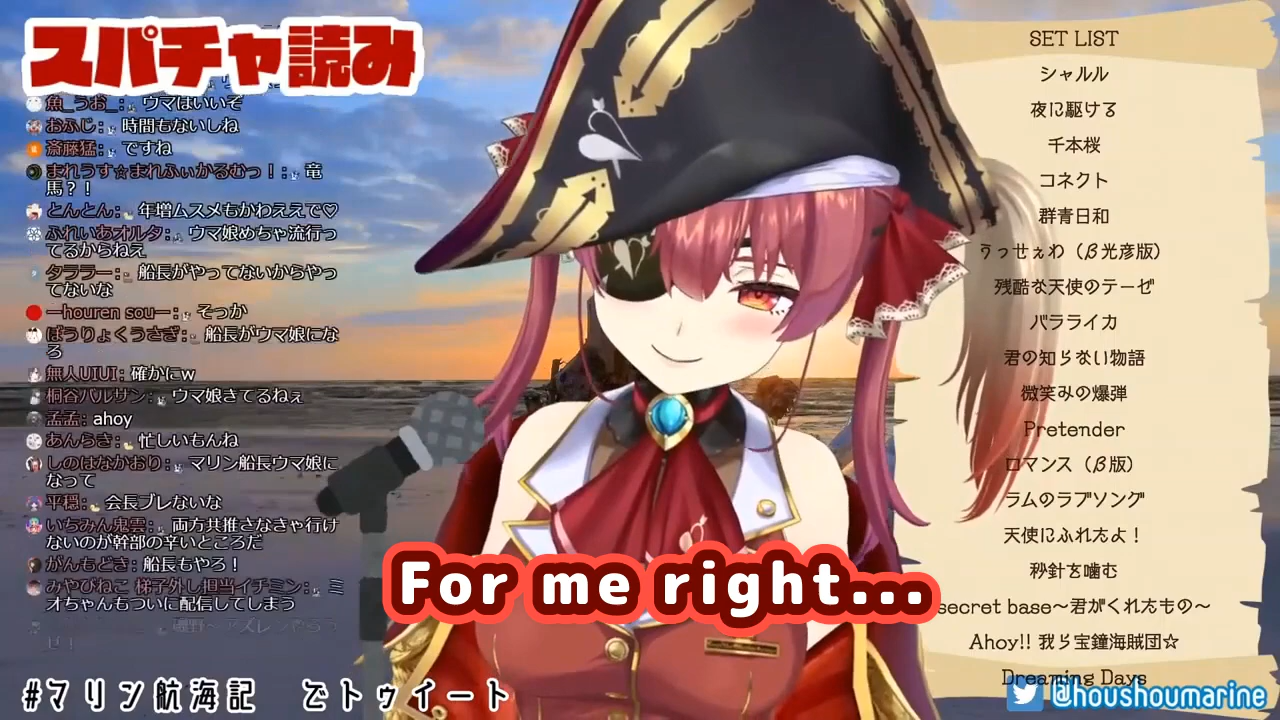 スパチャ読み
魚_うお_: ウマはいいぞ
おふじ: 時間もないしね
斎藤猛: ですね
まれうす☆まれふぃかるむっ！: 竜
馬？！
とんとん: 年増ムスメもかわええで♡
ふれいあオルタ: ウマ娘めちゃ流行っ
てるからねえ
タララー: 船長がやってないからやっ
てないな
一houren sou一: そっか
ぼうりょくうさぎ: 船長がウマ娘にな
ろ
無人UIUI: 確かにw
桐谷バルサン: ウマ娘きてるねぇ
孟孟: ahoy
あんらき: 忙しいもんね
しのはなかおり: マリン船長ウマ娘に
なって
平穏: 会長ブレないな
いちみん鬼雲: 両方共推さなきゃ行け
ないのが幹部の辛いところだ
がんもどき: 船長もやろ！
みやびねこ 梯子外し担当イチミン: ミ
オちゃんもついに配信してしまう
SET LIST
シャルル
夜に駆ける
千本桜
コネクト
群青日和
うっせぇわ（β光彦版）
残酷な天使のテーゼ
バラライカ
君の知らない物語
微笑みの爆弾
Pretender
ロマンス（β版）
ラムのラブソング
天使にふれたよ！
秒針を噛む
secret base～君がくれたもの～
Ahoy!! 我ら宝鐘海賊団☆
Dreaming Days
For me right...
#マリン航海記 でトゥイート
@houshoumarine